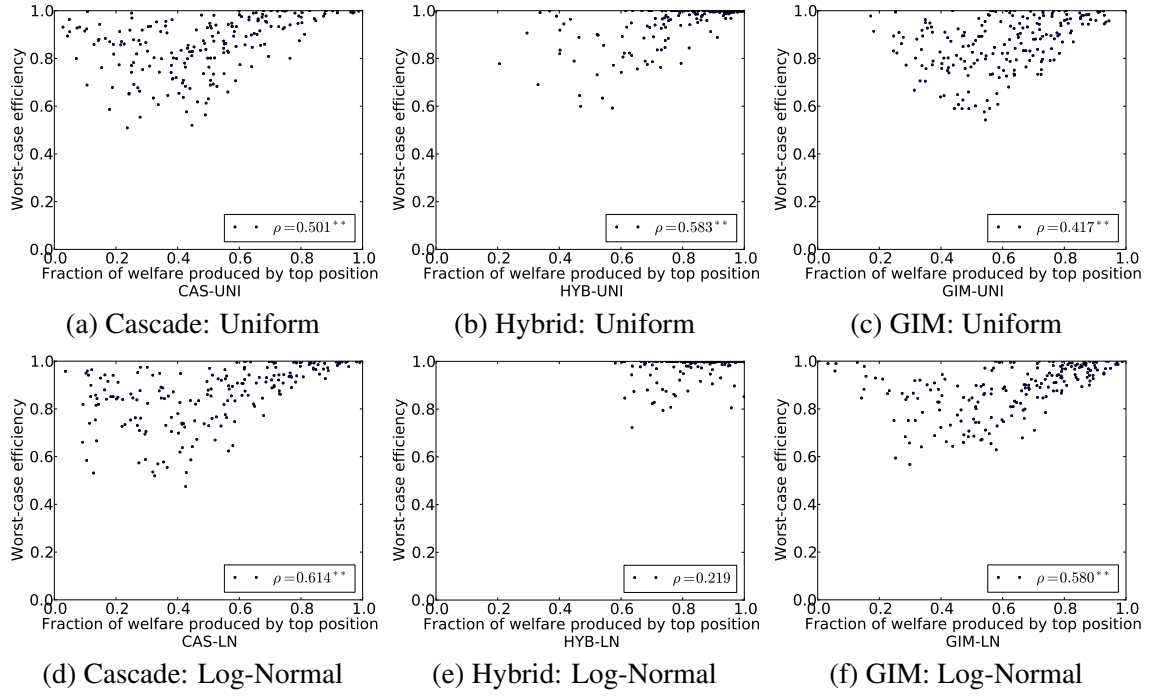 1.0
0.8
0.6
0.4
0.2
0.0
Worst-case efficiency
ρ=0.501**
0.0 0.2 0.4 0.6 0.8 1.0
Fraction of welfare produced by top position
CAS-UNI
(a) Cascade: Uniform
1.0
0.8
0.6
0.4
0.2
0.0
Worst-case efficiency
ρ=0.583**
0.0 0.2 0.4 0.6 0.8 1.0
Fraction of welfare produced by top position
HYB-UNI
(b) Hybrid: Uniform
1.0
0.8
0.6
0.4
0.2
0.0
Worst-case efficiency
ρ=0.417**
0.0 0.2 0.4 0.6 0.8 1.0
Fraction of welfare produced by top position
GIM-UNI
(c) GIM: Uniform
1.0
0.8
0.6
0.4
0.2
0.0
Worst-case efficiency
ρ=0.614**
0.0 0.2 0.4 0.6 0.8 1.0
Fraction of welfare produced by top position
CAS-LN
(d) Cascade: Log-Normal
1.0
0.8
0.6
0.4
0.2
0.0
Worst-case efficiency
ρ=0.219
0.0 0.2 0.4 0.6 0.8 1.0
Fraction of welfare produced by top position
HYB-LN
(e) Hybrid: Log-Normal
1.0
0.8
0.6
0.4
0.2
0.0
Worst-case efficiency
ρ=0.580**
0.0 0.2 0.4 0.6 0.8 1.0
Fraction of welfare produced by top position
GIM-LN
(f) GIM: Log-Normal